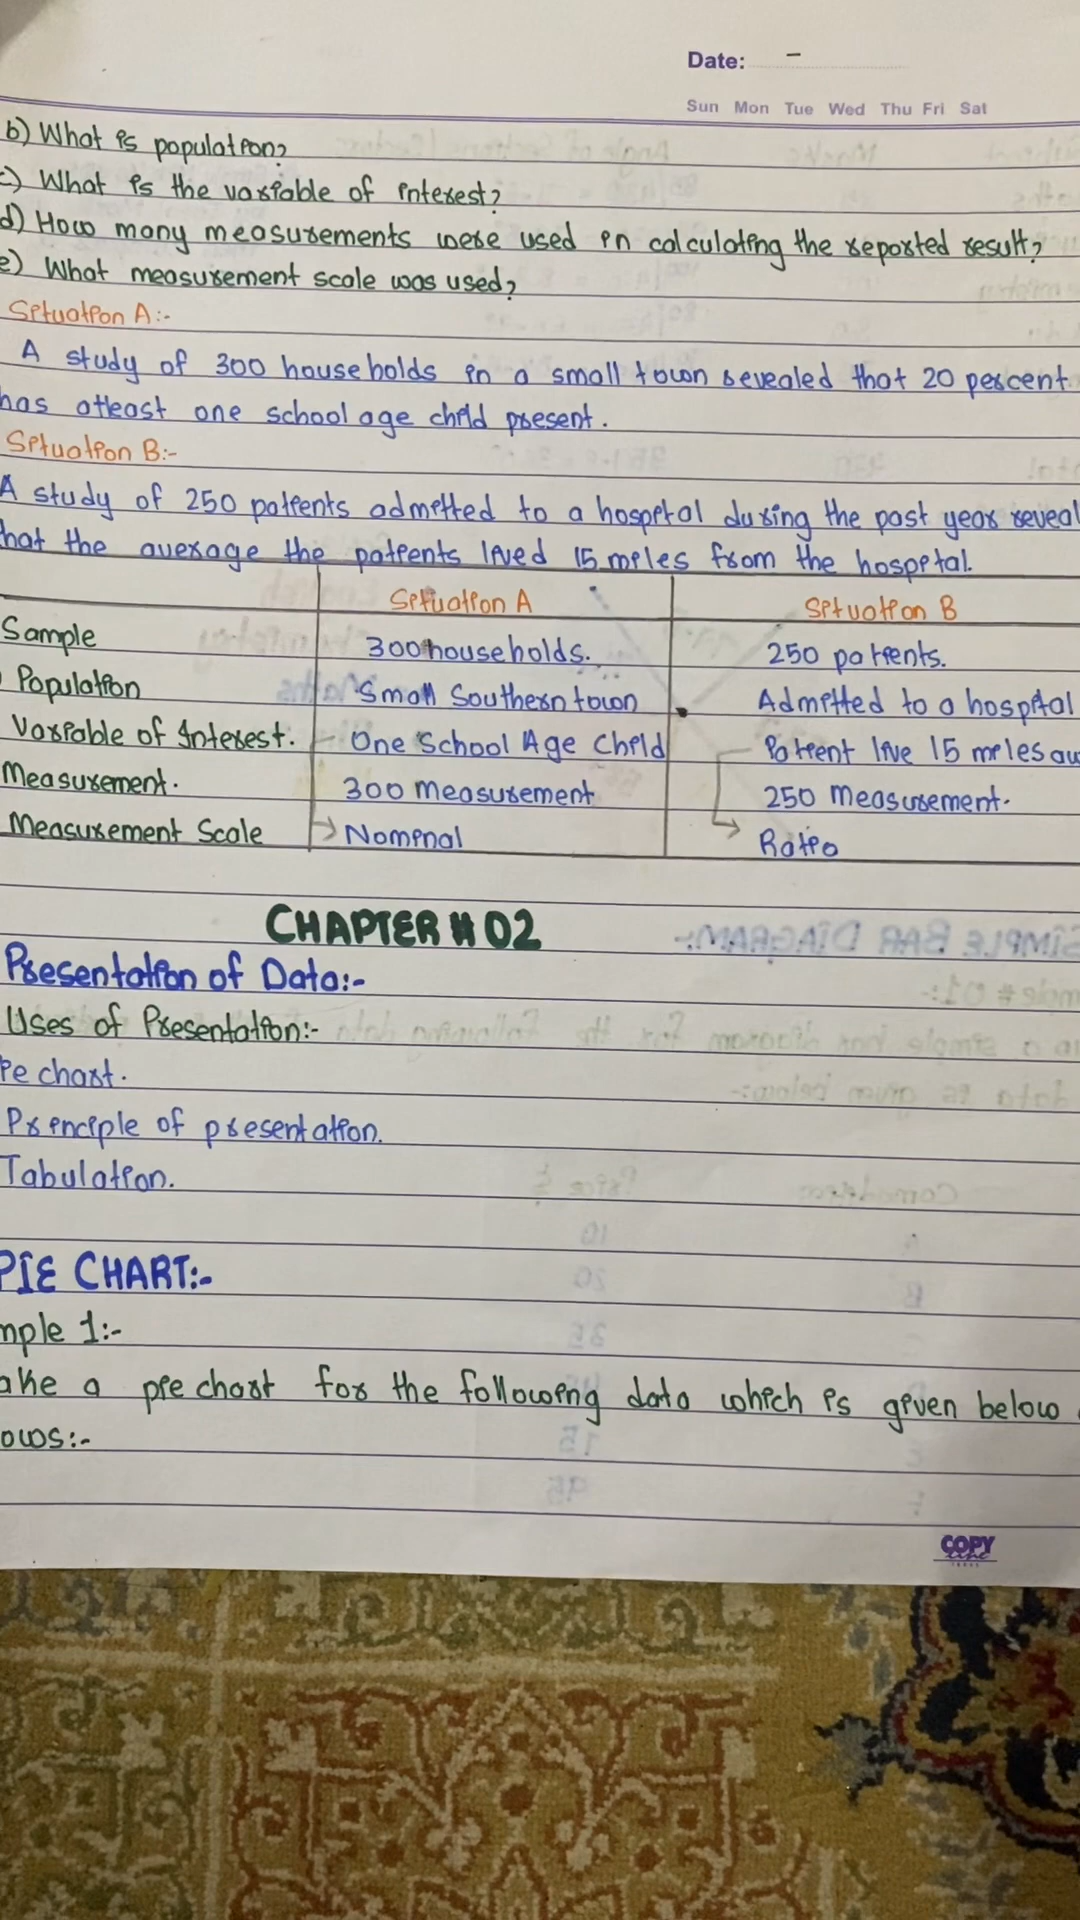 Date: –
Sun Mon Tue Wed Thu Fri Sat
b) What is population?
c) What is the variable of interest?
d) How many measurements were used in calculating the reported result?
e) What measurement scale was used?
Situation A:-
A study of 300 households in a small town revealed that 20 percent
has atleast one school age child present.
Situation B:-
A study of 250 patients admitted to a hospital during the past year reveal
that the average the patients lived 15 miles from the hospital.
Situation A Situation B
Sample 300 households. 250 patients.
Population Small Southern town Admitted to a hospital
Variable of Interest. One School Age Child Patient live 15 miles
Measurement. 300 measurement 250 measurement.
Measurement Scale → Nominal → Ratio
CHAPTER # 02
Presentation of Data:-
Uses of Presentation:-
Pie chart.
Principle of presentation.
Tabulation.
PIE CHART:-
mple 1:-
ake a pie chart for the following data which is given below
ows:-
COPY